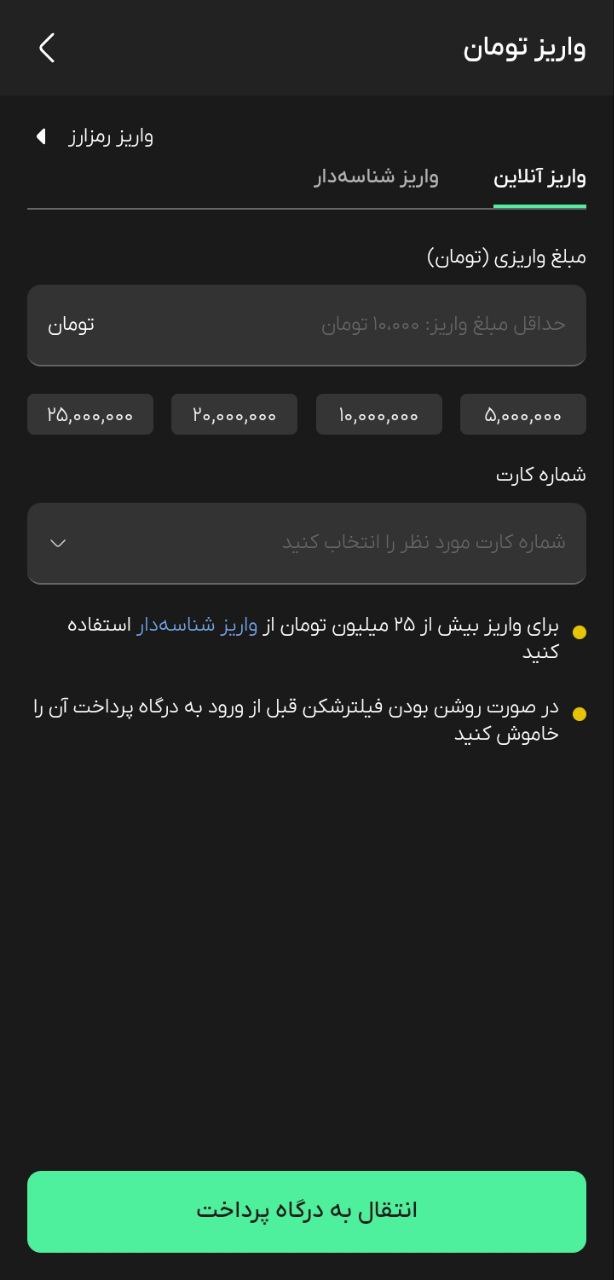 واریز تومان
واریز رمزارز
واریز آنلاین
واریز شناسه‌دار
مبلغ واریزی (تومان)
حداقل مبلغ واریز: ۱۰،۰۰۰ تومان
تومان
۵,۰۰۰,۰۰۰
۱۰,۰۰۰,۰۰۰
۲۰,۰۰۰,۰۰۰
۲۵,۰۰۰,۰۰۰
شماره کارت
شماره کارت مورد نظر را انتخاب کنید
برای واریز بیش از ۲۵ میلیون تومان از واریز شناسه‌دار استفاده
کنید
در صورت روشن بودن فیلترشکن قبل از ورود به درگاه پرداخت آن را
خاموش کنید
انتقال به درگاه پرداخت